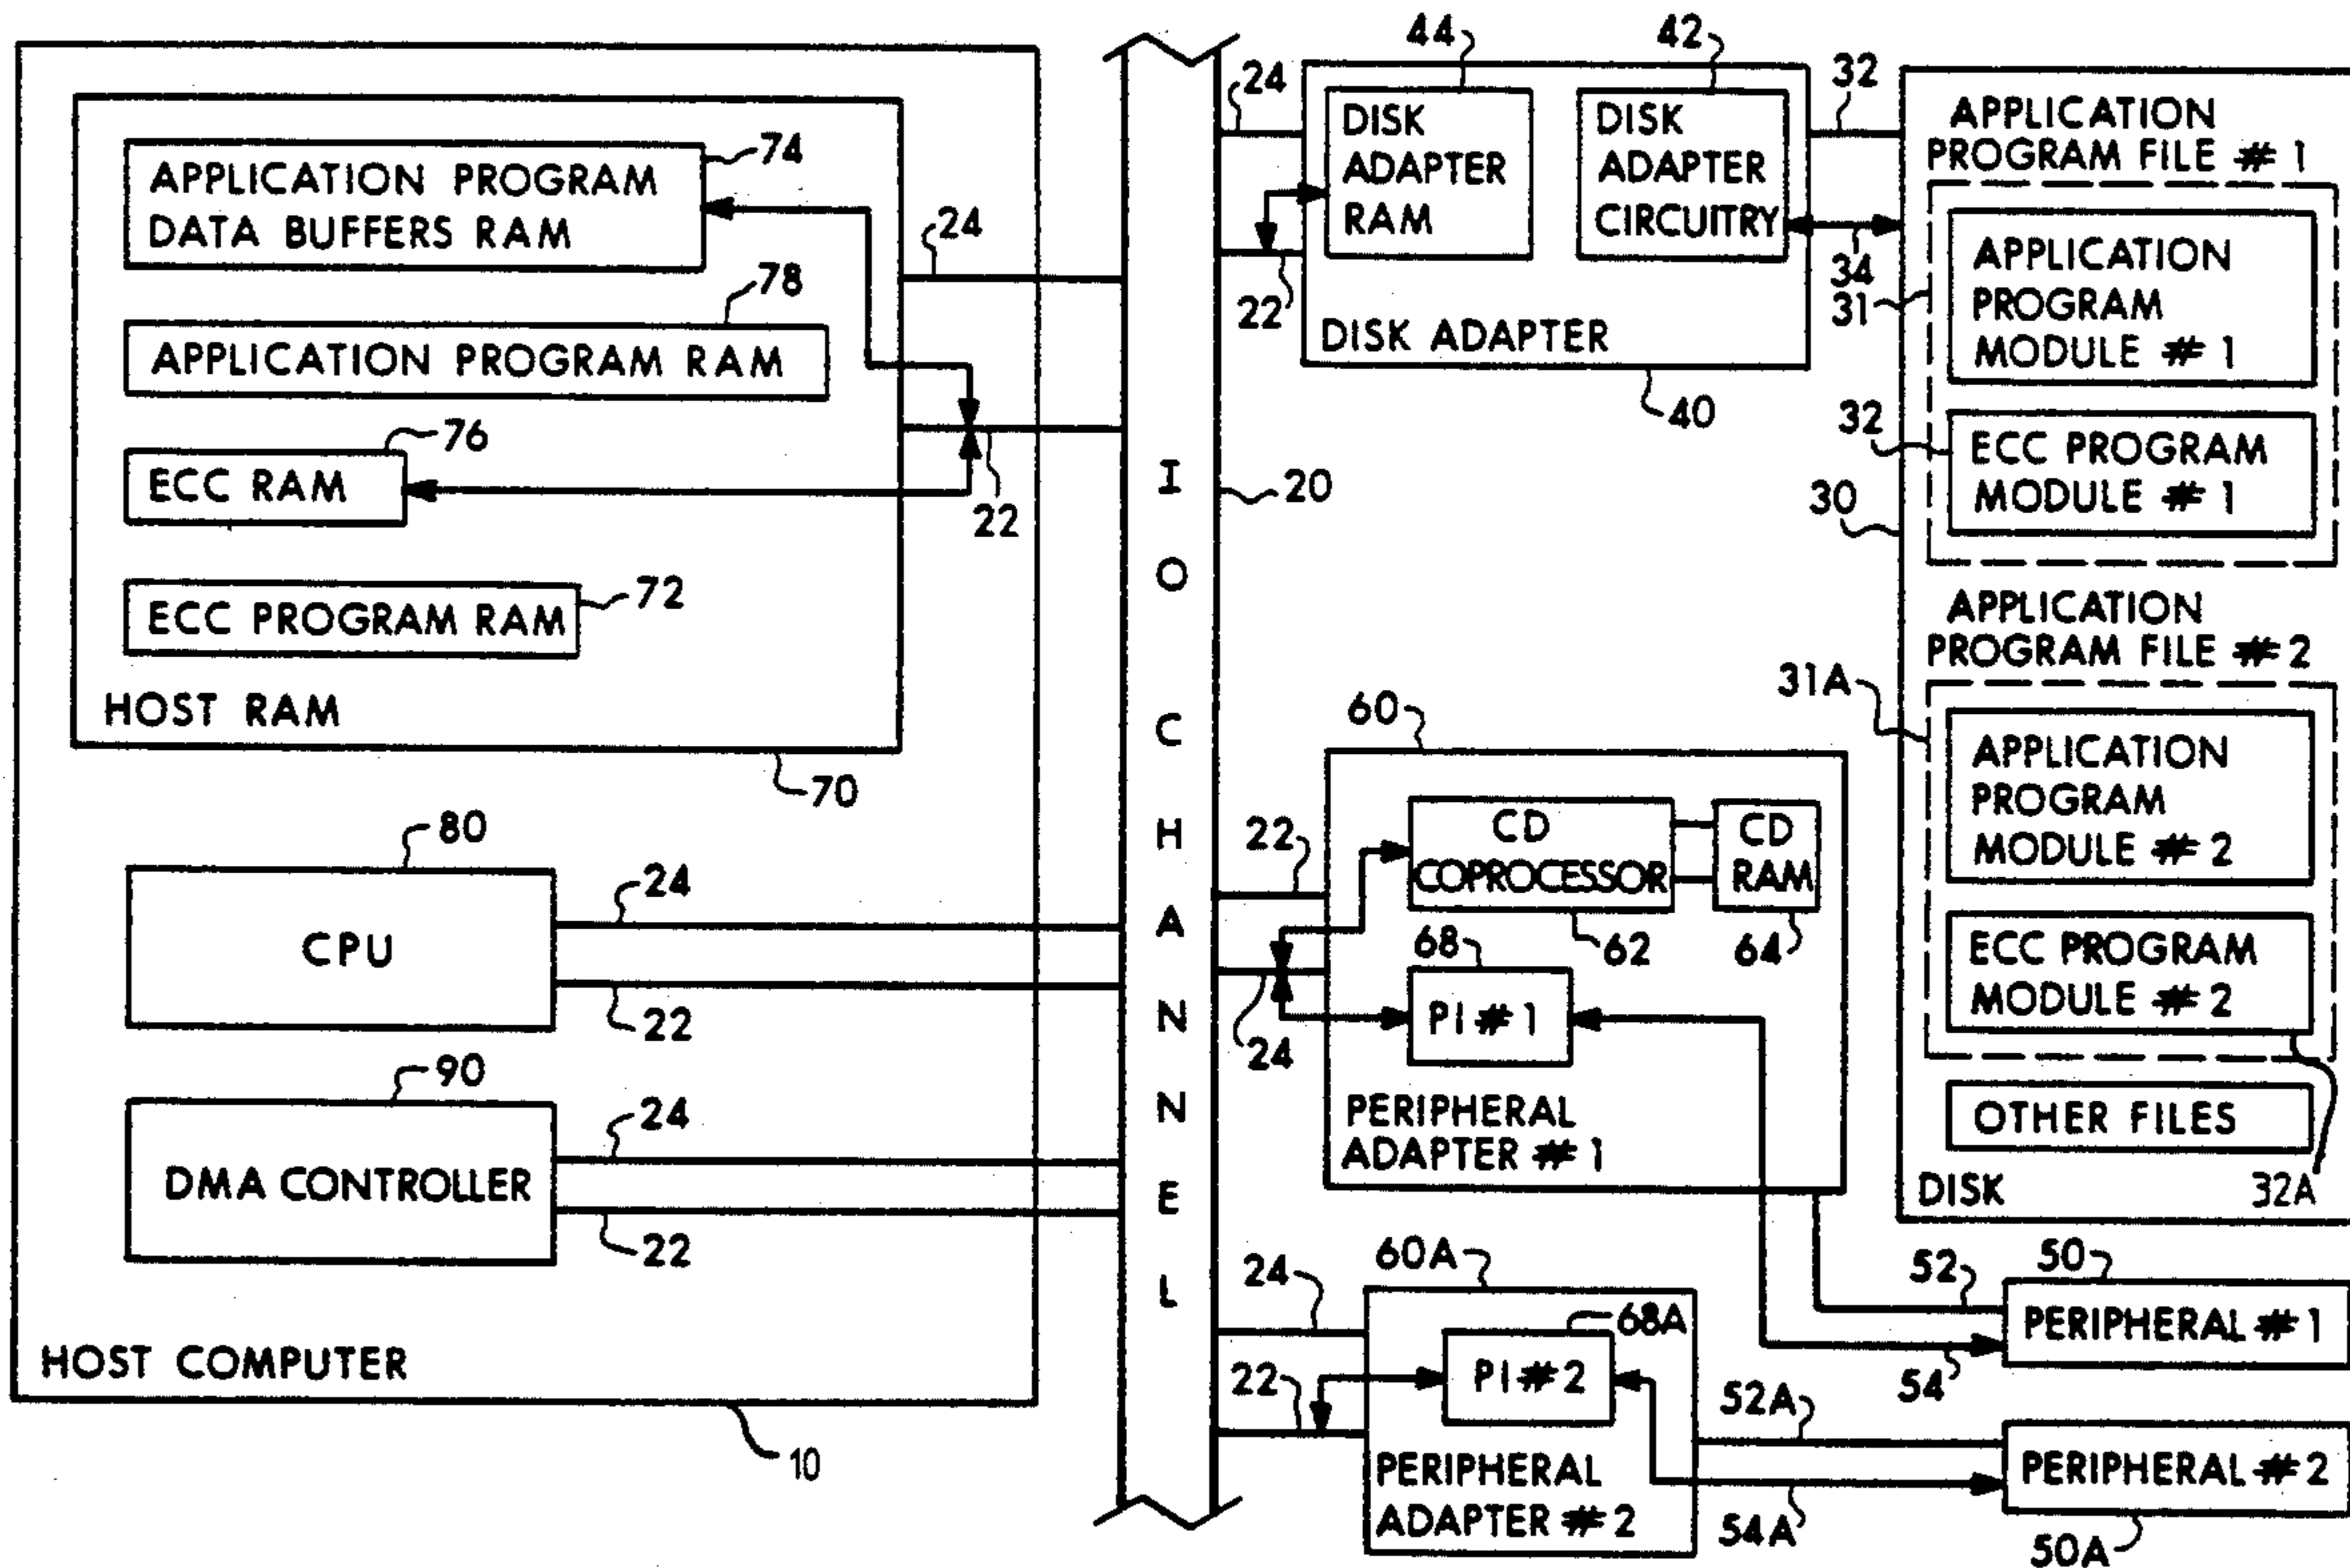 74
APPLICATION PROGRAM
DATA BUFFERS RAM
24
78
APPLICATION PROGRAM RAM
76
ECC RAM
22
22
72
ECC PROGRAM RAM
HOST RAM
70
80
24
CPU
22
90
24
DMA CONTROLLER
22
HOST COMPUTER
10
IO CHANNEL
20
44
42
24
DISK
ADAPTER
RAM
DISK
ADAPTER
CIRCUITRY
22
DISK ADAPTER
40
32
34
APPLICATION
PROGRAM FILE # 1
31
APPLICATION
PROGRAM
MODULE # 1
32
ECC PROGRAM
MODULE # 1
30
APPLICATION
PROGRAM FILE # 2
31A
APPLICATION
PROGRAM
MODULE # 2
ECC PROGRAM
MODULE # 2
OTHER FILES
DISK
32A
60
22
CD
COPROCESSOR
CD
RAM
62
64
68
24
PI # 1
PERIPHERAL
ADAPTER # 1
60A
24
68A
22
PI # 2
PERIPHERAL
ADAPTER # 2
52
50
PERIPHERAL # 1
54
52A
PERIPHERAL # 2
54A
50A